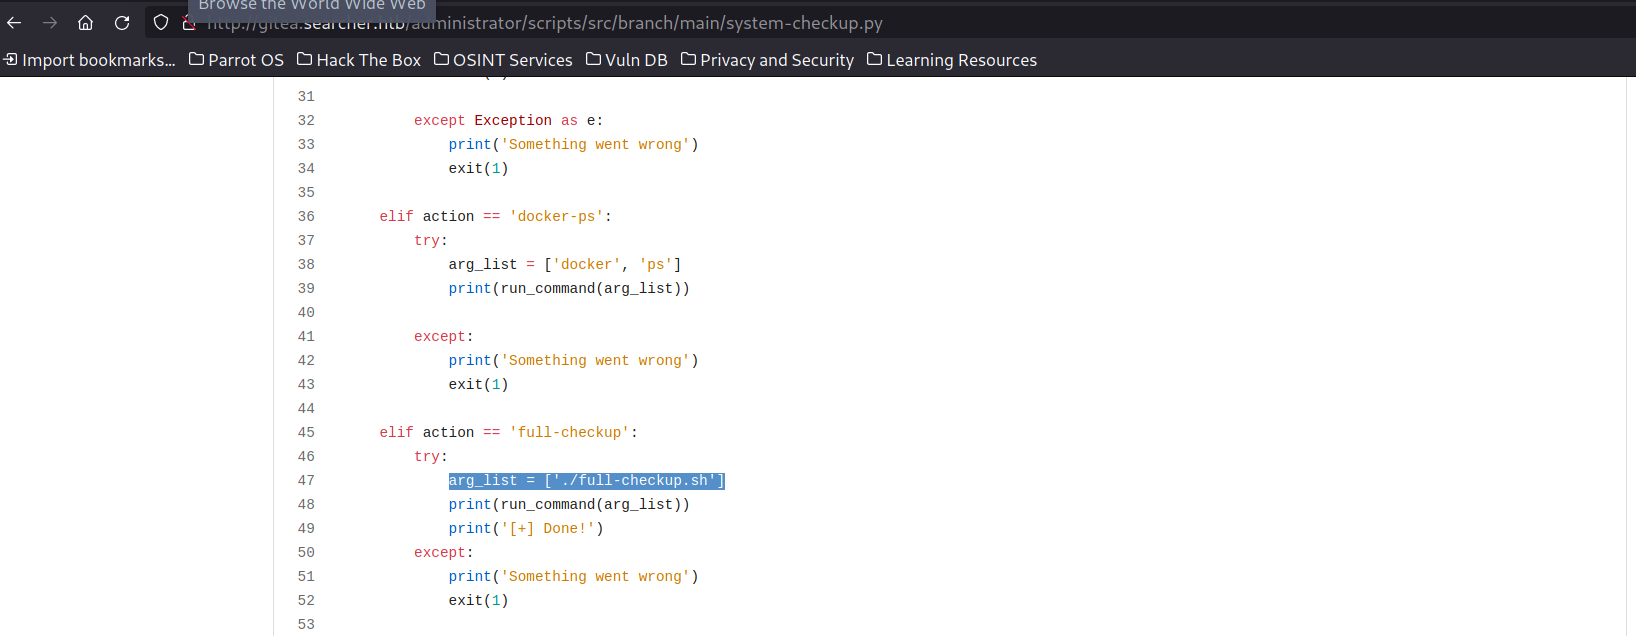 Browse the World Wide Web
http://gitea.searcher.htb/administrator/scripts/src/branch/main/system-checkup.py
Import bookmarks... Parrot OS Hack The Box OSINT Services Vuln DB Privacy and Security Learning Resources
31
32 except Exception as e:
33 print('Something went wrong')
34 exit(1)
35
36 elif action == 'docker-ps':
37 try:
38 arg_list = ['docker', 'ps']
39 print(run_command(arg_list))
40
41 except:
42 print('Something went wrong')
43 exit(1)
44
45 elif action == 'full-checkup':
46 try:
47 arg_list = ['./full-checkup.sh']
48 print(run_command(arg_list))
49 print('[+] Done!')
50 except:
51 print('Something went wrong')
52 exit(1)
53